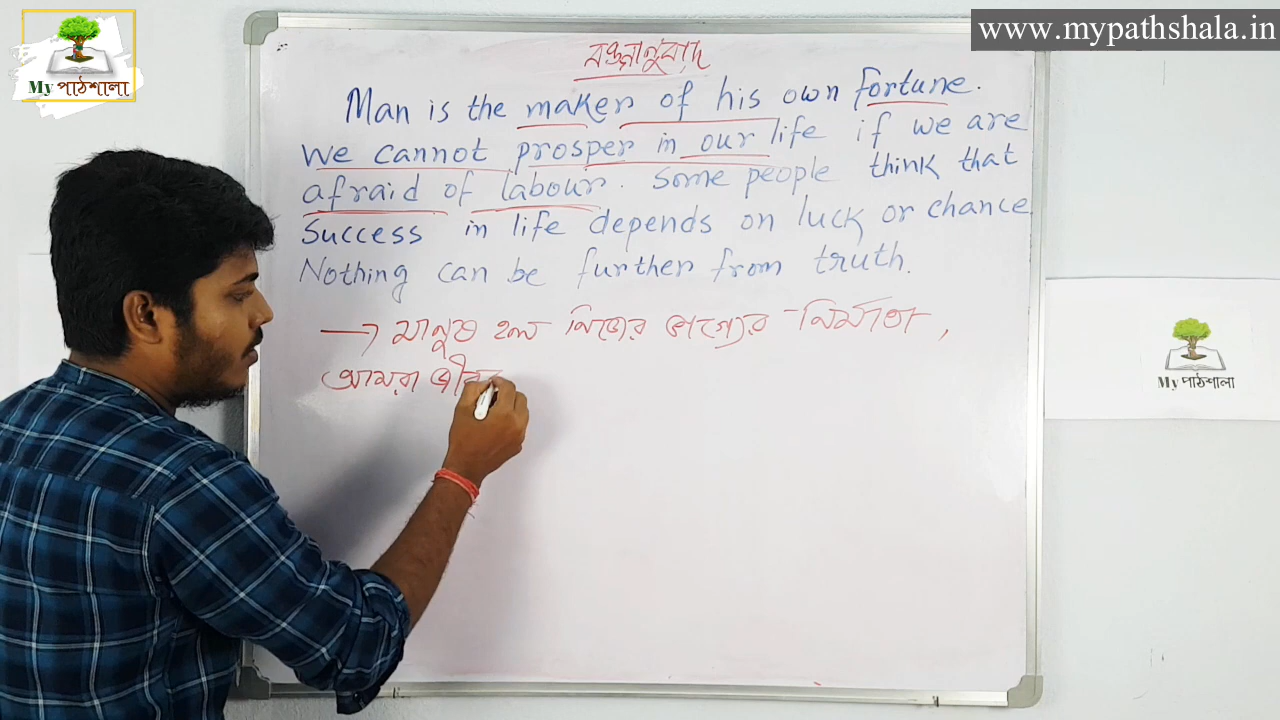 www.mypathshala.in
My পাঠশালা
বঙ্গানুবাদ
Man is the maker of his own fortune.
We cannot prosper in our life if we are
afraid of labour. Some people think that
Success in life depends on luck or chance
Nothing can be further from truth.
→ মানুষ হল নিজের ভাগ্যের নির্মাতা,
আমরা জীব
My পাঠশালা